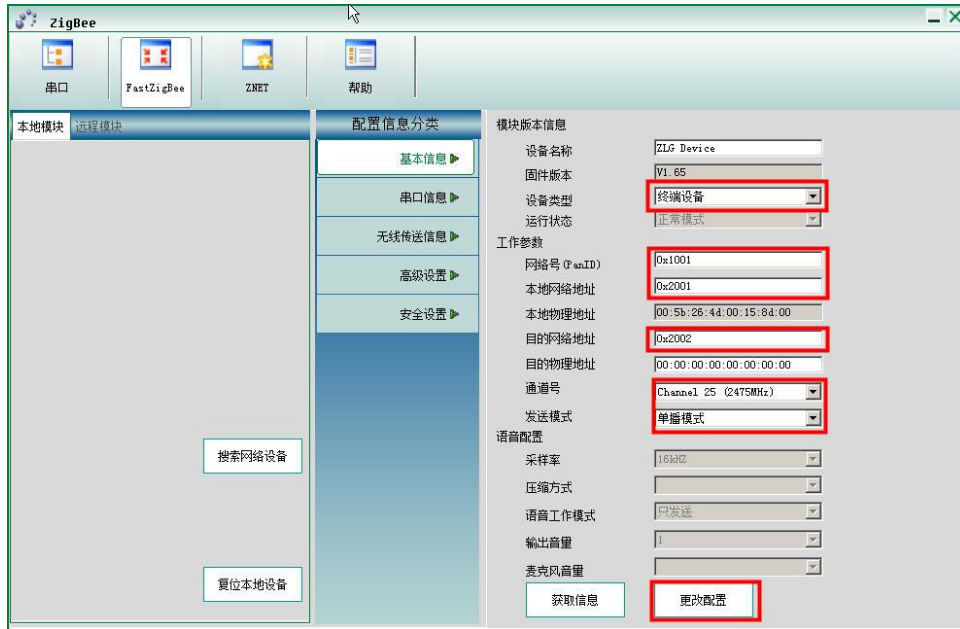 ZigBee
串口
FastZigBee
ZNET
帮助
本地模块 远程模块
搜索网络设备
复位本地设备
配置信息分类
基本信息
串口信息
无线传送信息
高级设置
安全设置
模块版本信息
设备名称 ZLG Device
固件版本 V1.65
设备类型 终端设备
运行状态 正常模式
工作参数
网络号(PanID) 0x1001
本地网络地址 0x2001
本地物理地址 00:5b:26:4d:00:15:8d:00
目的网络地址 0x2002
目的物理地址 00:00:00:00:00:00:00:00
通道号 Channel 25 (2475MHz)
发送模式 单播模式
语音配置
采样率 16kHZ
压缩方式
语音工作模式 只发送
输出音量 1
麦克风音量
获取信息 更改配置